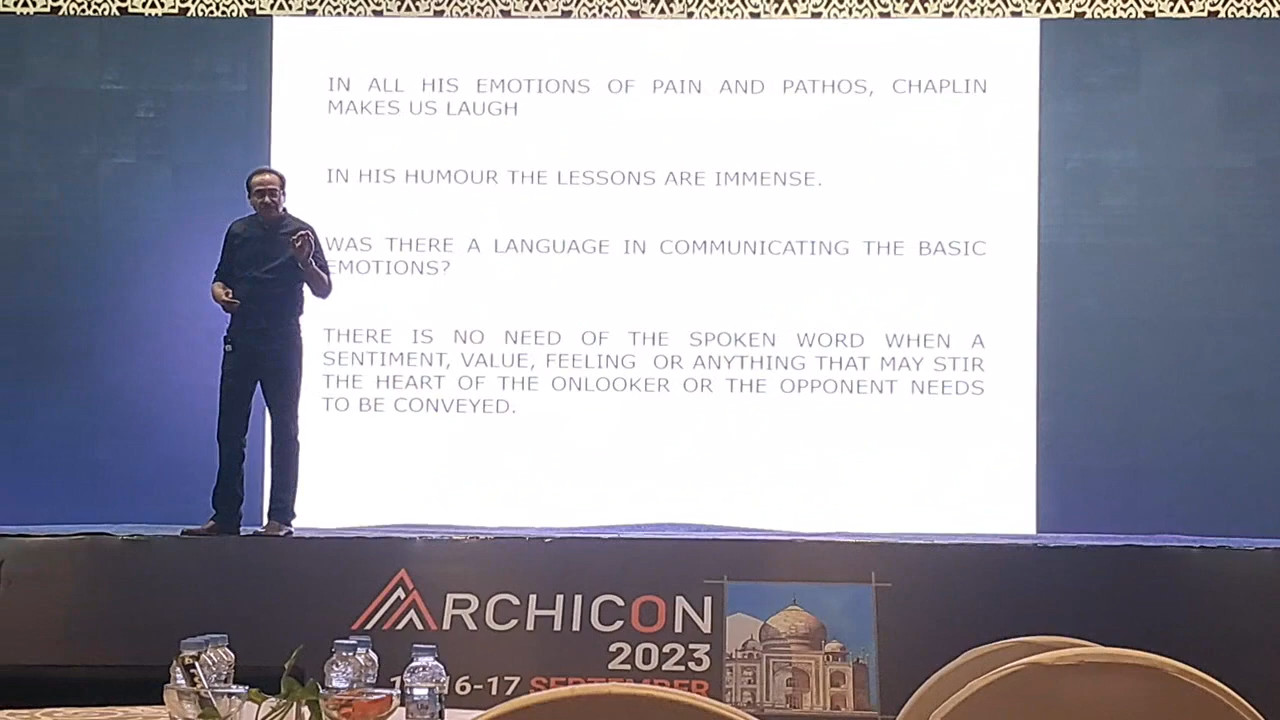 IN ALL HIS EMOTIONS OF PAIN AND PATHOS, CHAPLIN
MAKES US LAUGH
IN HIS HUMOUR THE LESSONS ARE IMMENSE.
WAS THERE A LANGUAGE IN COMMUNICATING THE BASIC
EMOTIONS?
THERE IS NO NEED OF THE SPOKEN WORD WHEN A
SENTIMENT, VALUE, FEELING OR ANYTHING THAT MAY STIR
THE HEART OF THE ONLOOKER OR THE OPPONENT NEEDS
TO BE CONVEYED.
ARCHICON
2023
16-17 SEPTEMBER